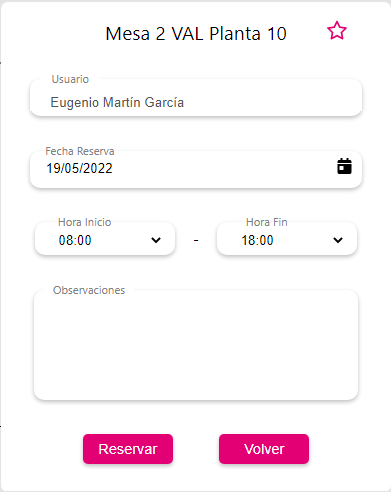 Mesa 2 VAL Planta 10
Usuario
Eugenio Martín García
Fecha Reserva
19/05/2022
Hora Inicio
08:00
-
Hora Fin
18:00
Observaciones
Reservar
Volver